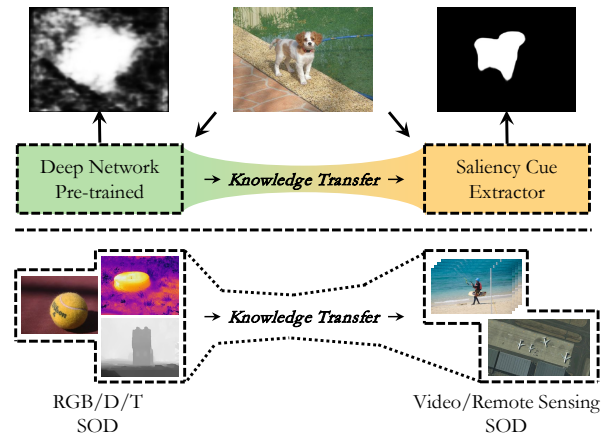 Deep Network
Pre-trained
→ Knowledge Transfer →
Saliency Cue
Extractor
→ Knowledge Transfer →
RGB/D/T
SOD
Video/Remote Sensing
SOD